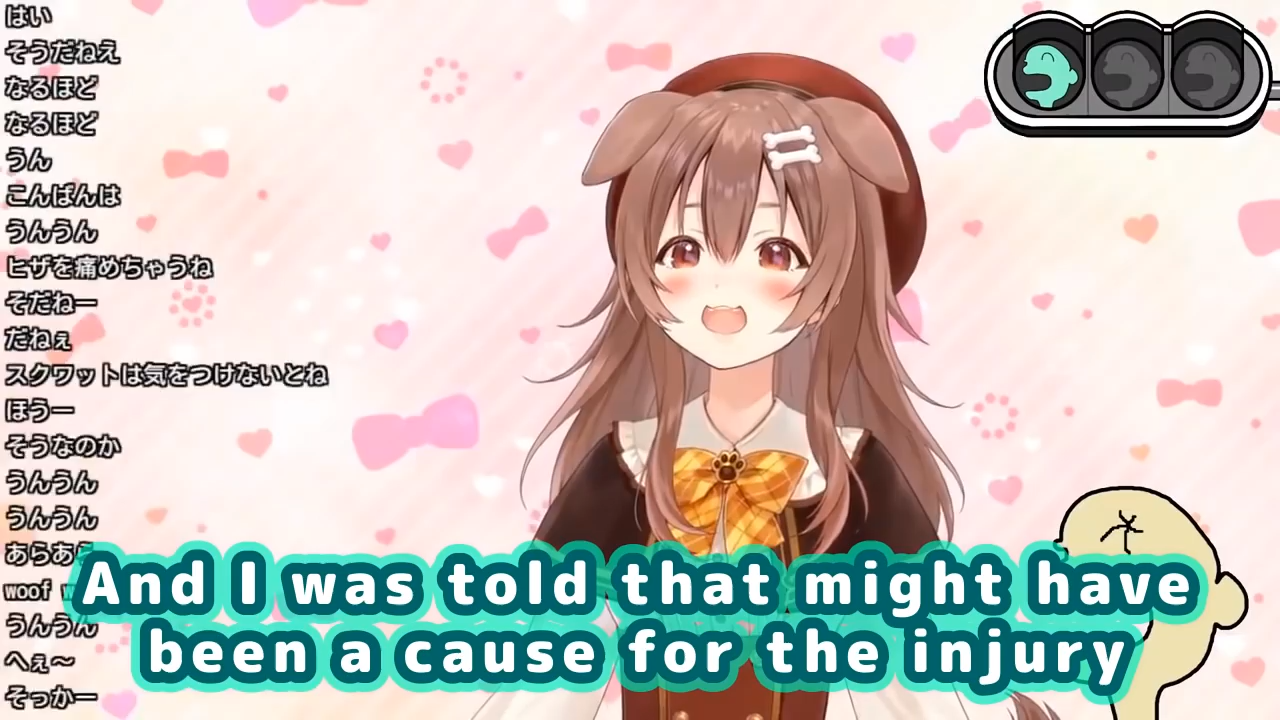 はい
そうだねえ
なるほど
なるほど
うん
こんばんは
うんうん
ヒザを痛めちゃうね
そだねー
だねぇ
スクワットは気をつけないとね
ほうー
そうなのか
うんうん
うんうん
あらあら
woof
うんうん
へぇ～
そっかー
And I was told that might have
been a cause for the injury